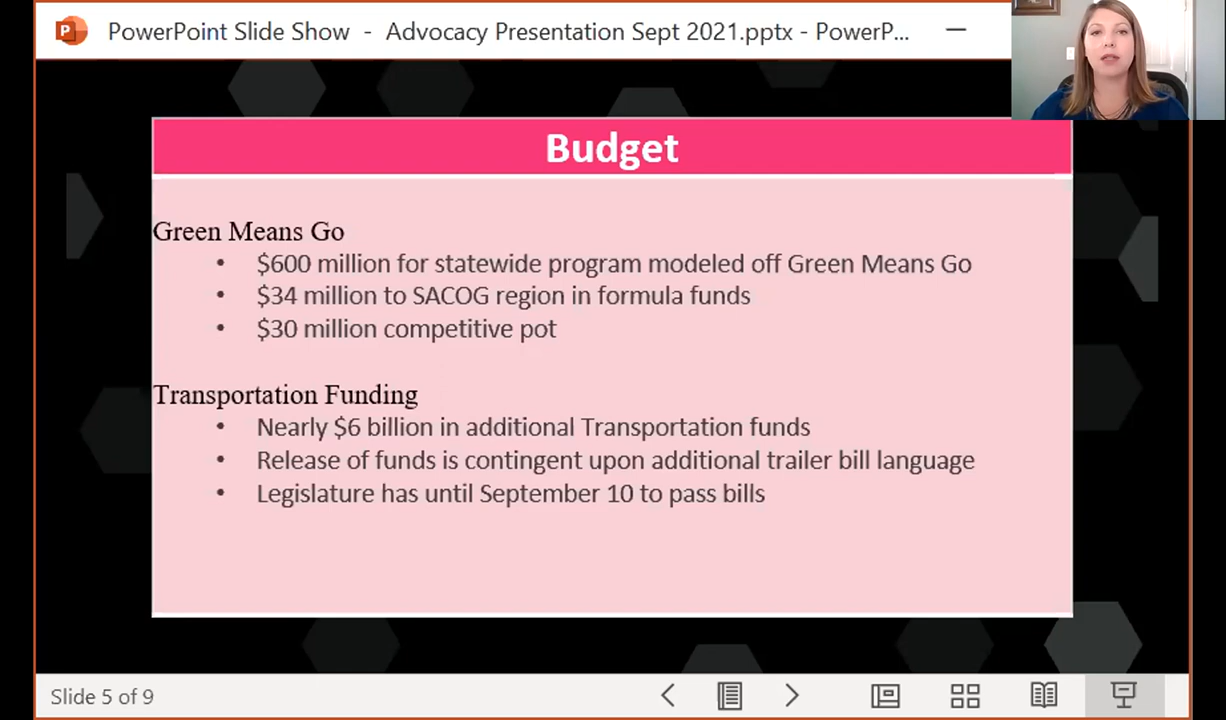 PowerPoint Slide Show - Advocacy Presentation Sept 2021.pptx - PowerP...
Budget
Green Means Go
• $600 million for statewide program modeled off Green Means Go
• $34 million to SACOG region in formula funds
• $30 million competitive pot
Transportation Funding
• Nearly $6 billion in additional Transportation funds
• Release of funds is contingent upon additional trailer bill language
• Legislature has until September 10 to pass bills
Slide 5 of 9